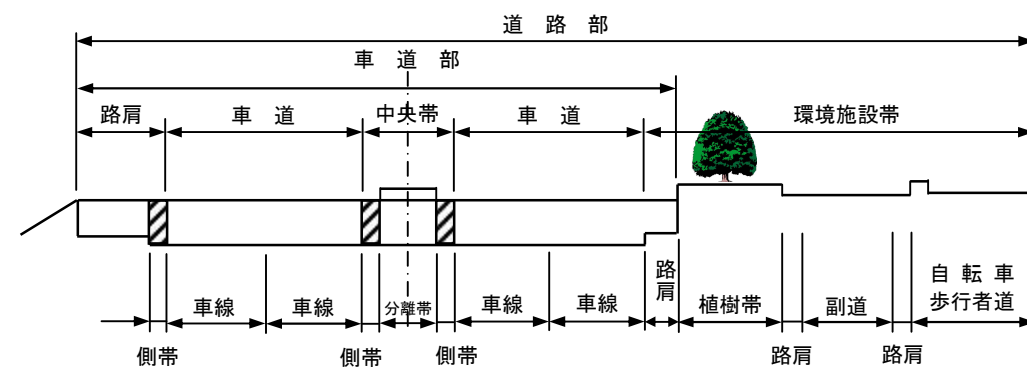 道 路 部
車 道 部
路肩 車 道 中央帯 車 道 環境施設帯
車線 車線 分離帯 車線 車線 路肩 植樹帯 副道 自 転 車
歩行者道
側帯 側帯 側帯 路肩 路肩